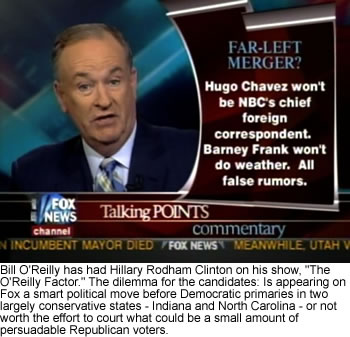 FAR-LEFT
MERGER?
Hugo Chavez won't
be NBC's chief
foreign
correspondent.
Barney Frank won't
do weather. All
false rumors.
FOX
NEWS
channel
Talking POINTS
commentary
N INCUMBENT MAYOR DIED FOX NEWS MEANWHILE, UTAH V
Bill O'Reilly has had Hillary Rodham Clinton on his show, "The
O'Reilly Factor." The dilemma for the candidates: Is appearing on
Fox a smart political move before Democratic primaries in two
largely conservative states - Indiana and North Carolina - or not
worth the effort to court what could be a small amount of
persuadable Republican voters.